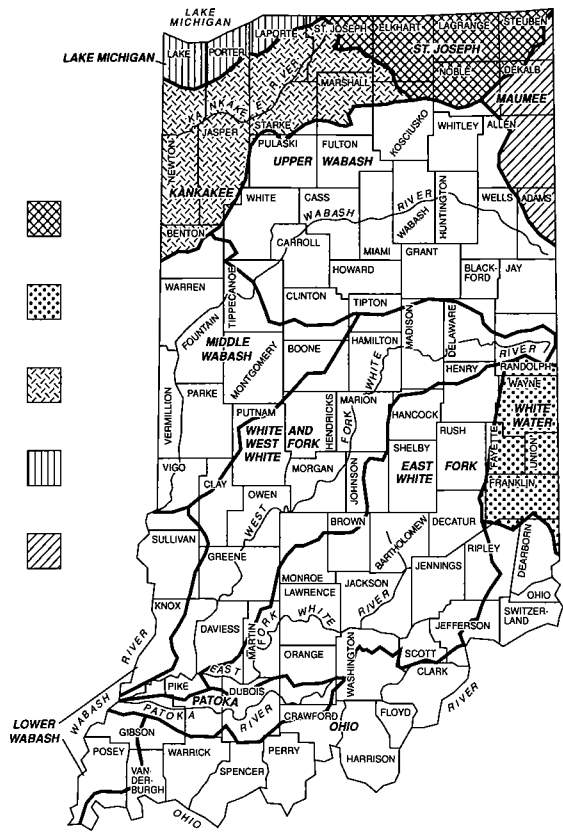 LAKE
MICHIGAN
LAKE MICHIGAN
LAKE
PORTER
LAPORTE
ST. JOSEPH
ELKHART
LAGRANGE
STEUBEN
ST. JOSEPH
NOBLE
DEKALB
MAUMEE
KANKAKEE RIVER
MARSHALL
STARKE
KOSCIUSKO
WHITLEY
ALLEN
NEWTON
JASPER
PULASKI
FULTON
UPPER WABASH
KANKAKEE
WHITE
CASS
WABASH RIVER
WABASH
HUNTINGTON
WELLS
ADAMS
BENTON
CARROLL
MIAMI
GRANT
HOWARD
BLACK-
FORD
JAY
WARREN
TIPPECANOE
CLINTON
TIPTON
MADISON
DELAWARE
FOUNTAIN
MIDDLE
WABASH
MONTGOMERY
BOONE
HAMILTON
WHITE
RIVER
RANDOLPH
HENRY
WAYNE
VERMILLION
PARKE
PUTNAM
HENDRICKS
MARION
HANCOCK
WHITE
WATER
WHITE AND
WEST FORK
WHITE
FORK
RUSH
FAYETTE
UNION
SHELBY
EAST FORK
WHITE
VIGO
CLAY
MORGAN
JOHNSON
FRANKLIN
OWEN
WEST
BROWN
BARTHOLOMEW
DECATUR
DEARBORN
SULLIVAN
GREENE
RIPLEY
MONROE
JACKSON
JENNINGS
LAWRENCE
OHIO
KNOX
DAVIESS
MARTIN
FORK
WHITE
RIVER
JEFFERSON
SWITZER-
LAND
ORANGE
WASHINGTON
SCOTT
CLARK
EAST
WABASH RIVER
PIKE
DUBOIS
PATOKA
PATOKA RIVER
CRAWFORD
OHIO
FLOYD
RIVER
LOWER
WABASH
GIBSON
POSEY
WARRICK
PERRY
HARRISON
VAN-
DER-
BURGH
SPENCER
OHIO